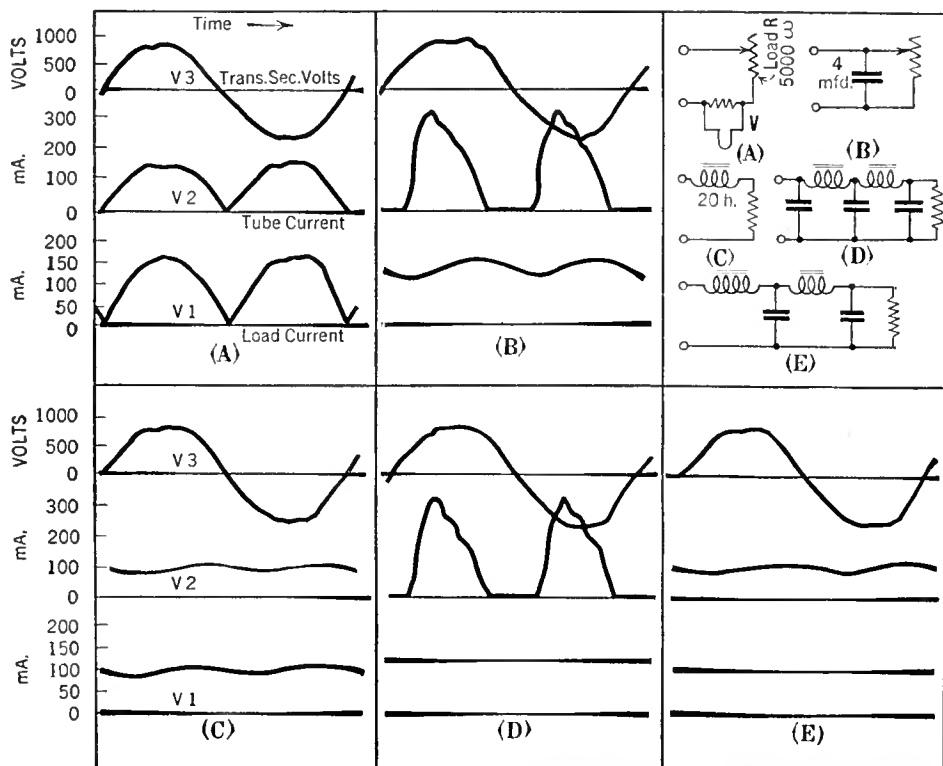 Time
VOLTS
1000
500
0
V 3
Trans. Sec. Volts
mA.
300
200
100
0
V 2
Tube Current
mA.
200
150
100
50
0
V 1
Load Current
(A)
(B)
Load R
5000 ω
V
(A)
4
mfd.
(B)
20 h.
(C)
(D)
(E)
VOLTS
1000
500
0
V 3
mA.
300
200
100
0
V 2
mA.
200
150
100
50
0
V 1
(C)
(D)
(E)